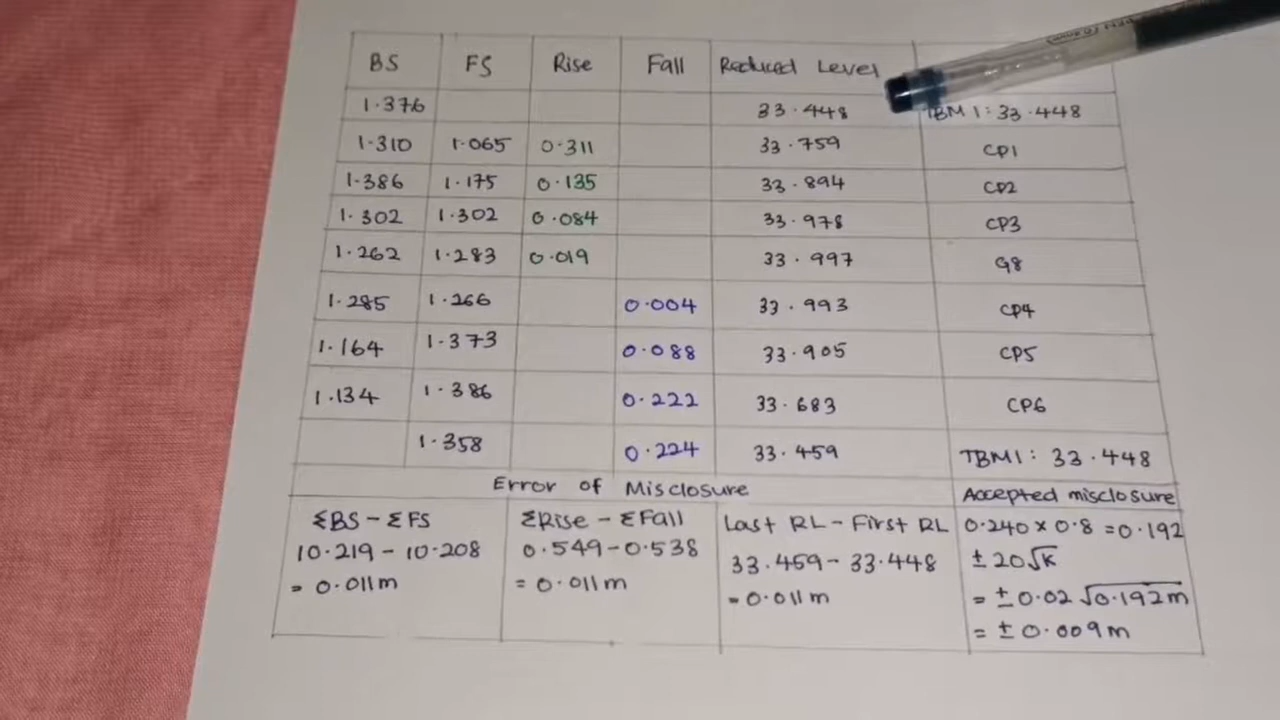 BS FS Rise Fall Reduced Level
1.376 33.448 TBM 1: 33.448
1.310 1.065 0.311 33.759 CP1
1.386 1.175 0.135 33.894 CP2
1.302 1.302 0.084 33.978 CP3
1.262 1.283 0.019 33.997 G8
1.285 1.266 0.004 33.993 CP4
1.164 1.373 0.088 33.905 CP5
1.134 1.386 0.222 33.683 CP6
1.358 0.224 33.459 TBM1: 33.448
Error of Misclosure Accepted misclosure
ΣBS - ΣFS ΣRise - ΣFall Last RL - First RL 0.240 x 0.8 = 0.192
10.219 - 10.208 0.549 - 0.538 33.459 - 33.448 ± 20√K
= 0.011m = 0.011m = 0.011m = ± 0.02 √0.192m
= ± 0.009m